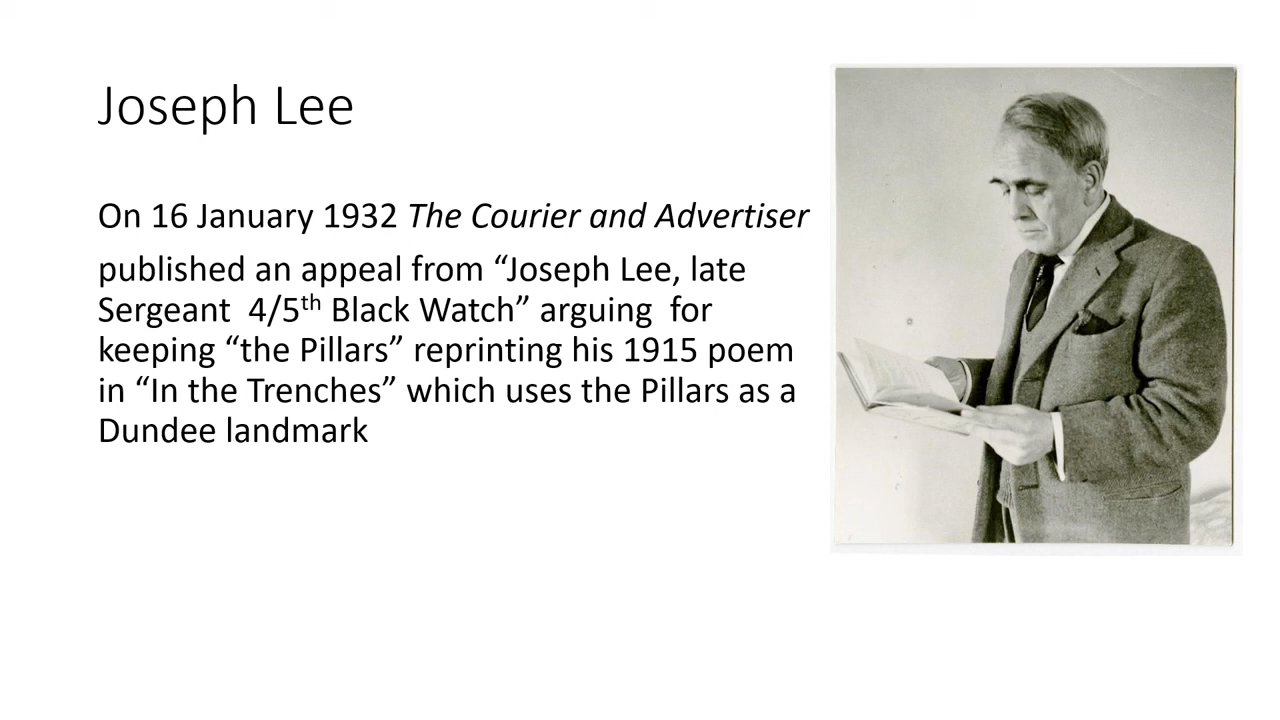 Joseph Lee
On 16 January 1932 The Courier and Advertiser
published an appeal from “Joseph Lee, late
Sergeant  4/5th Black Watch” arguing  for
keeping “the Pillars” reprinting his 1915 poem
in “In the Trenches” which uses the Pillars as a
Dundee landmark